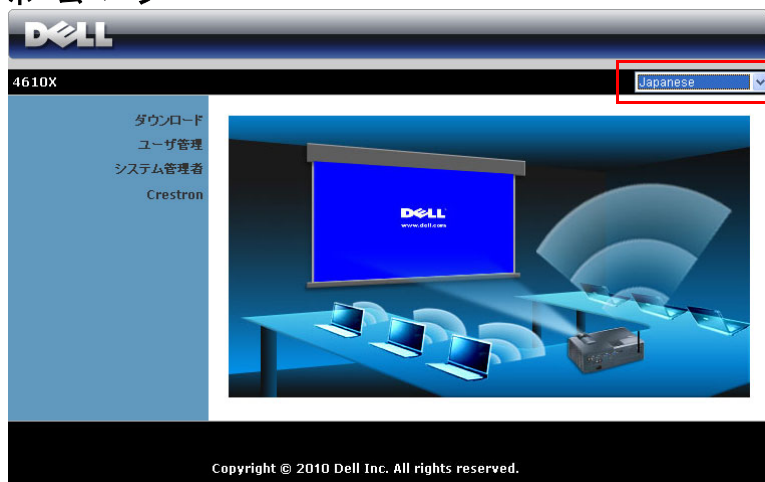 DELL
4610X
Japanese
ダウンロード
ユーザ管理
システム管理者
Crestron
DELL
www.dell.com
Copyright © 2010 Dell Inc. All rights reserved.